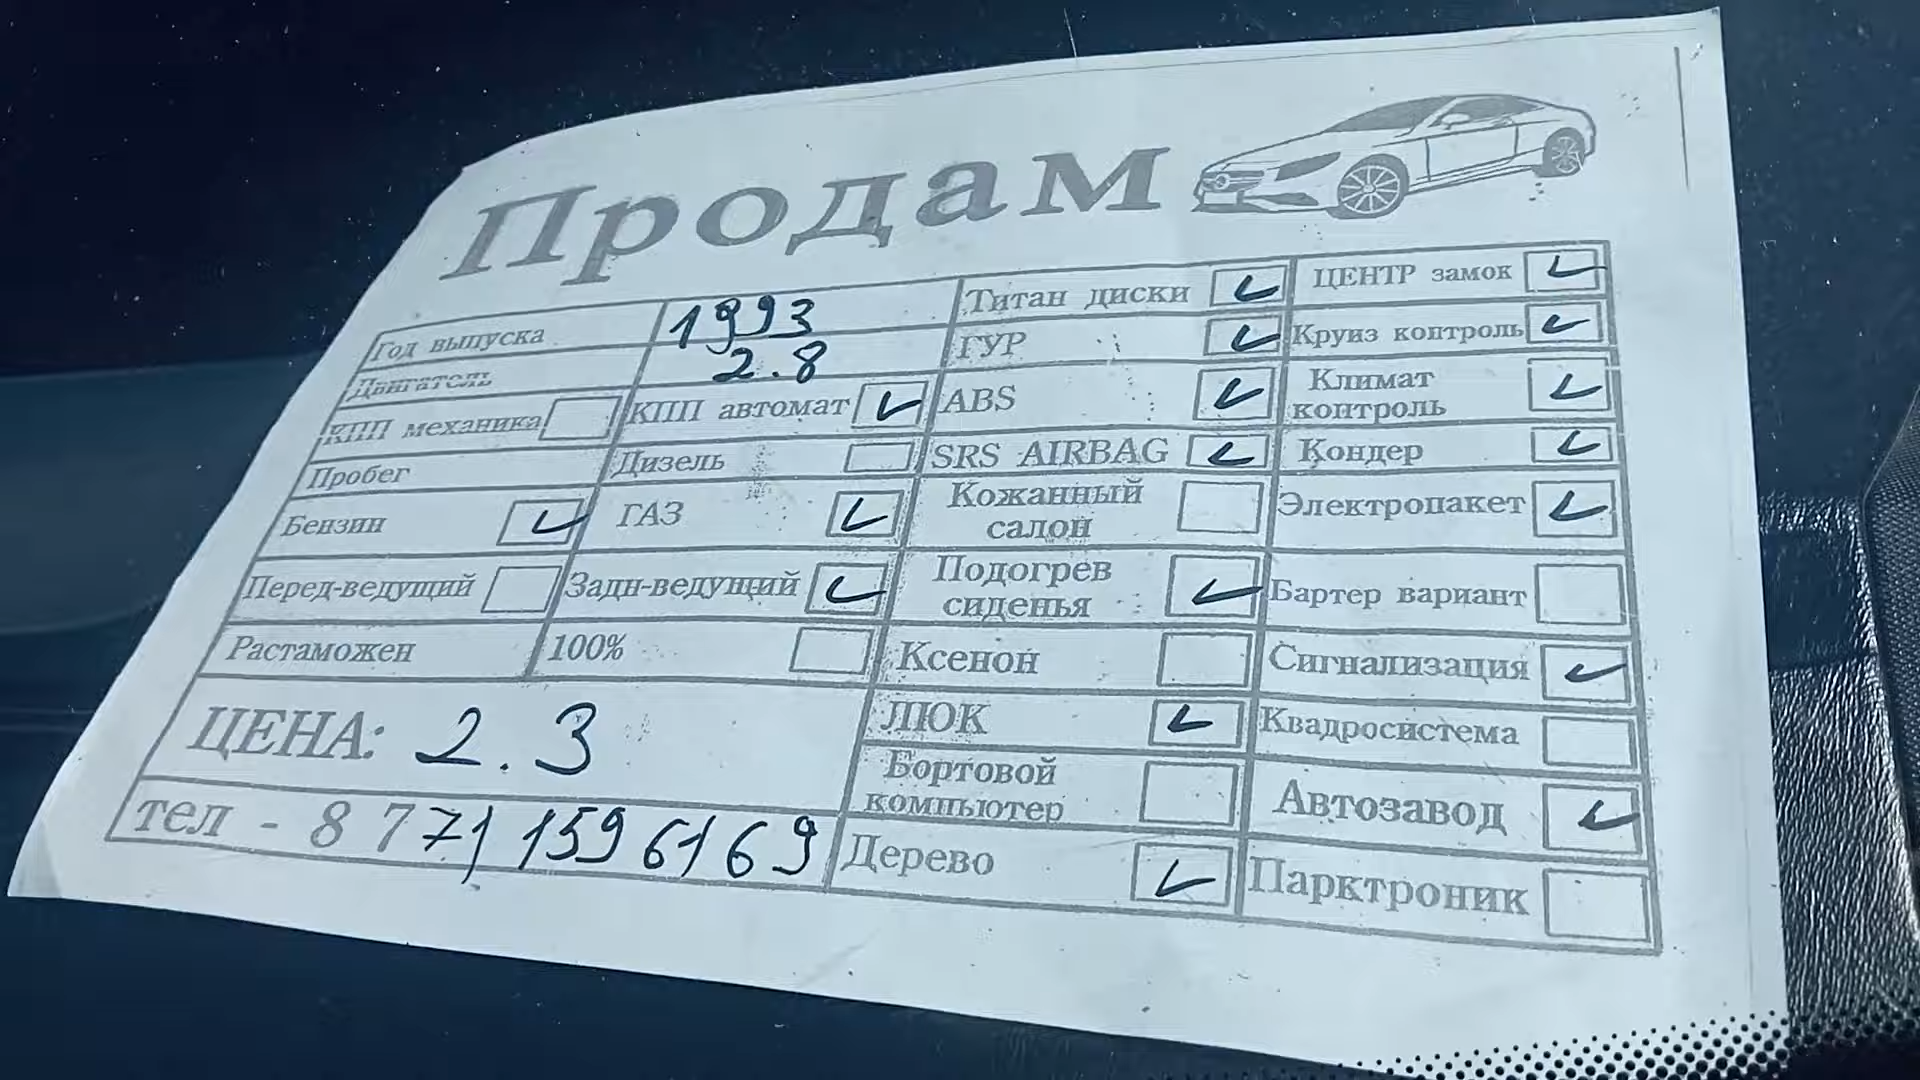 Продам
Год выпуска 1993
Двигатель 2.8
КПП механика КПП автомат ✓
Пробег Дизель
Бензин ✓ ГАЗ ✓
Перед-ведущий Задн-ведущий ✓
Растаможен 100%
ЦЕНА: 2.3
тел - 8 771 159 61 69
Титан диски ✓ ЦЕНТР замок ✓
ГУР ✓ Круиз контроль ✓
ABS ✓ Климат контроль ✓
SRS AIRBAG ✓ Кондер ✓
Кожанный салон Электропакет ✓
Подогрев сиденья ✓ Бартер вариант
Ксенон Сигнализация ✓
ЛЮК ✓ Квадросистема
Бортовой компьютер Автозавод ✓
Дерево ✓ Парктроник